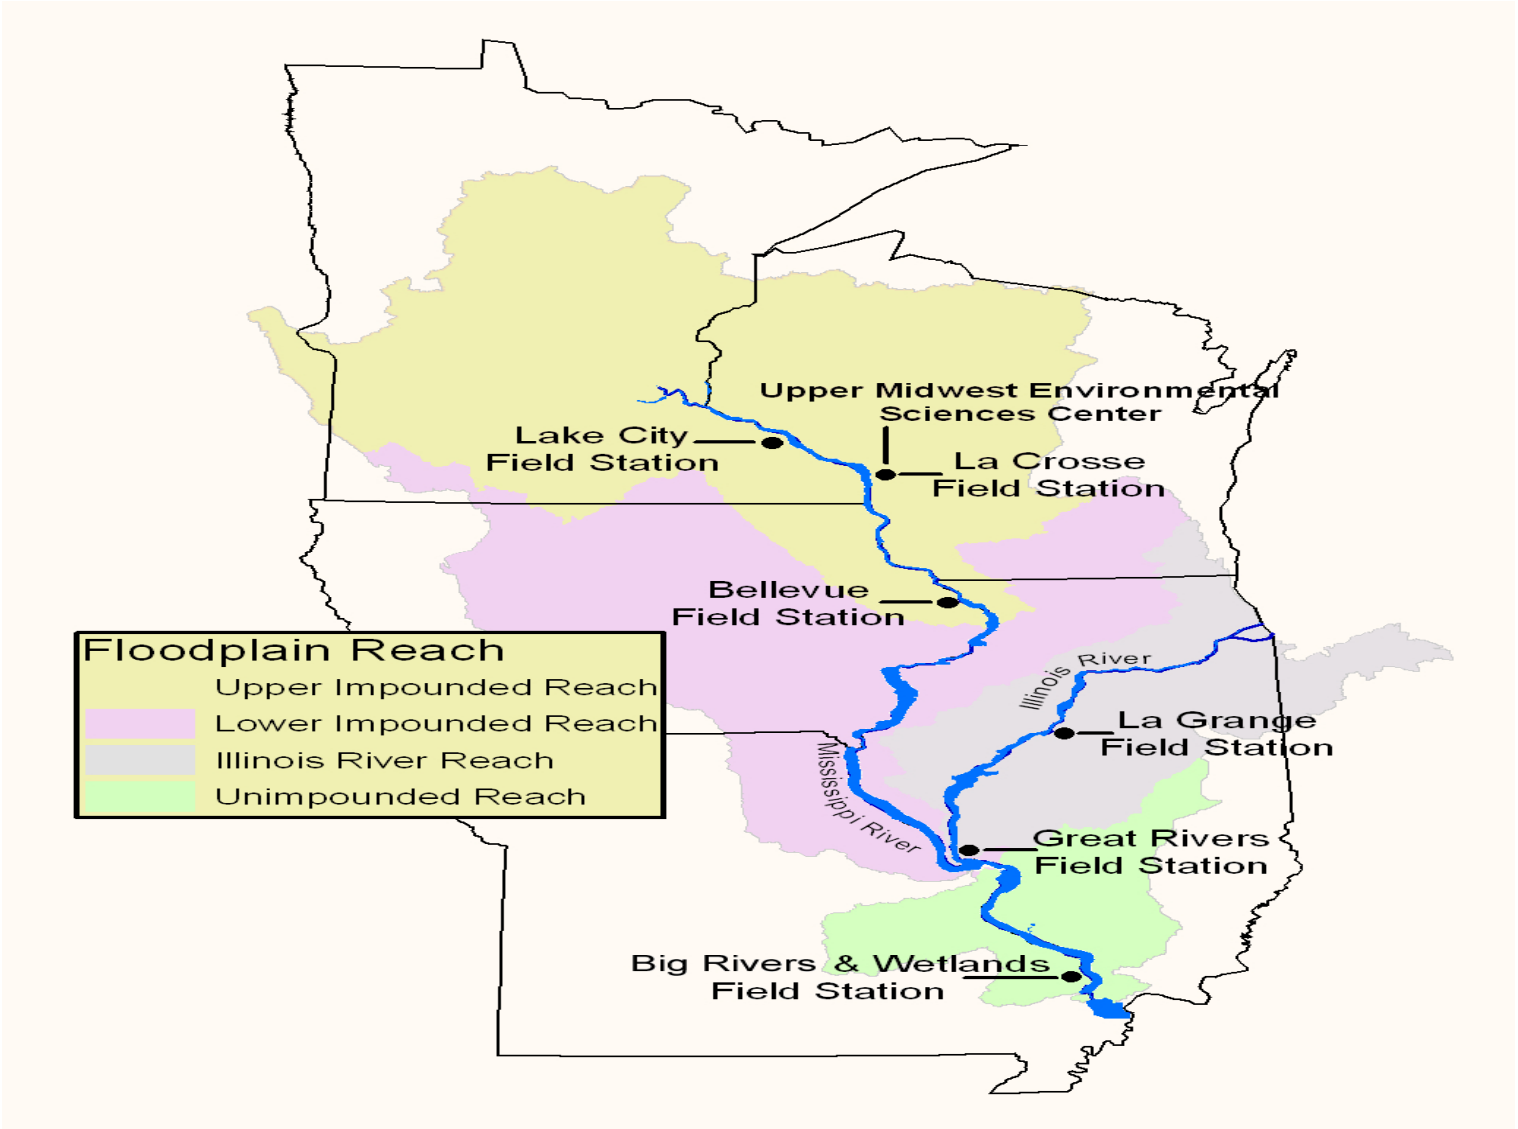 Upper Midwest Environmental
Sciences Center
Lake City
Field Station
La Crosse
Field Station
Bellevue
Field Station
Floodplain Reach
Upper Impounded Reach
Lower Impounded Reach
Illinois River Reach
Unimpounded Reach
Illinois River
La Grange
Field Station
Mississippi River
Great Rivers
Field Station
Big Rivers & Wetlands
Field Station